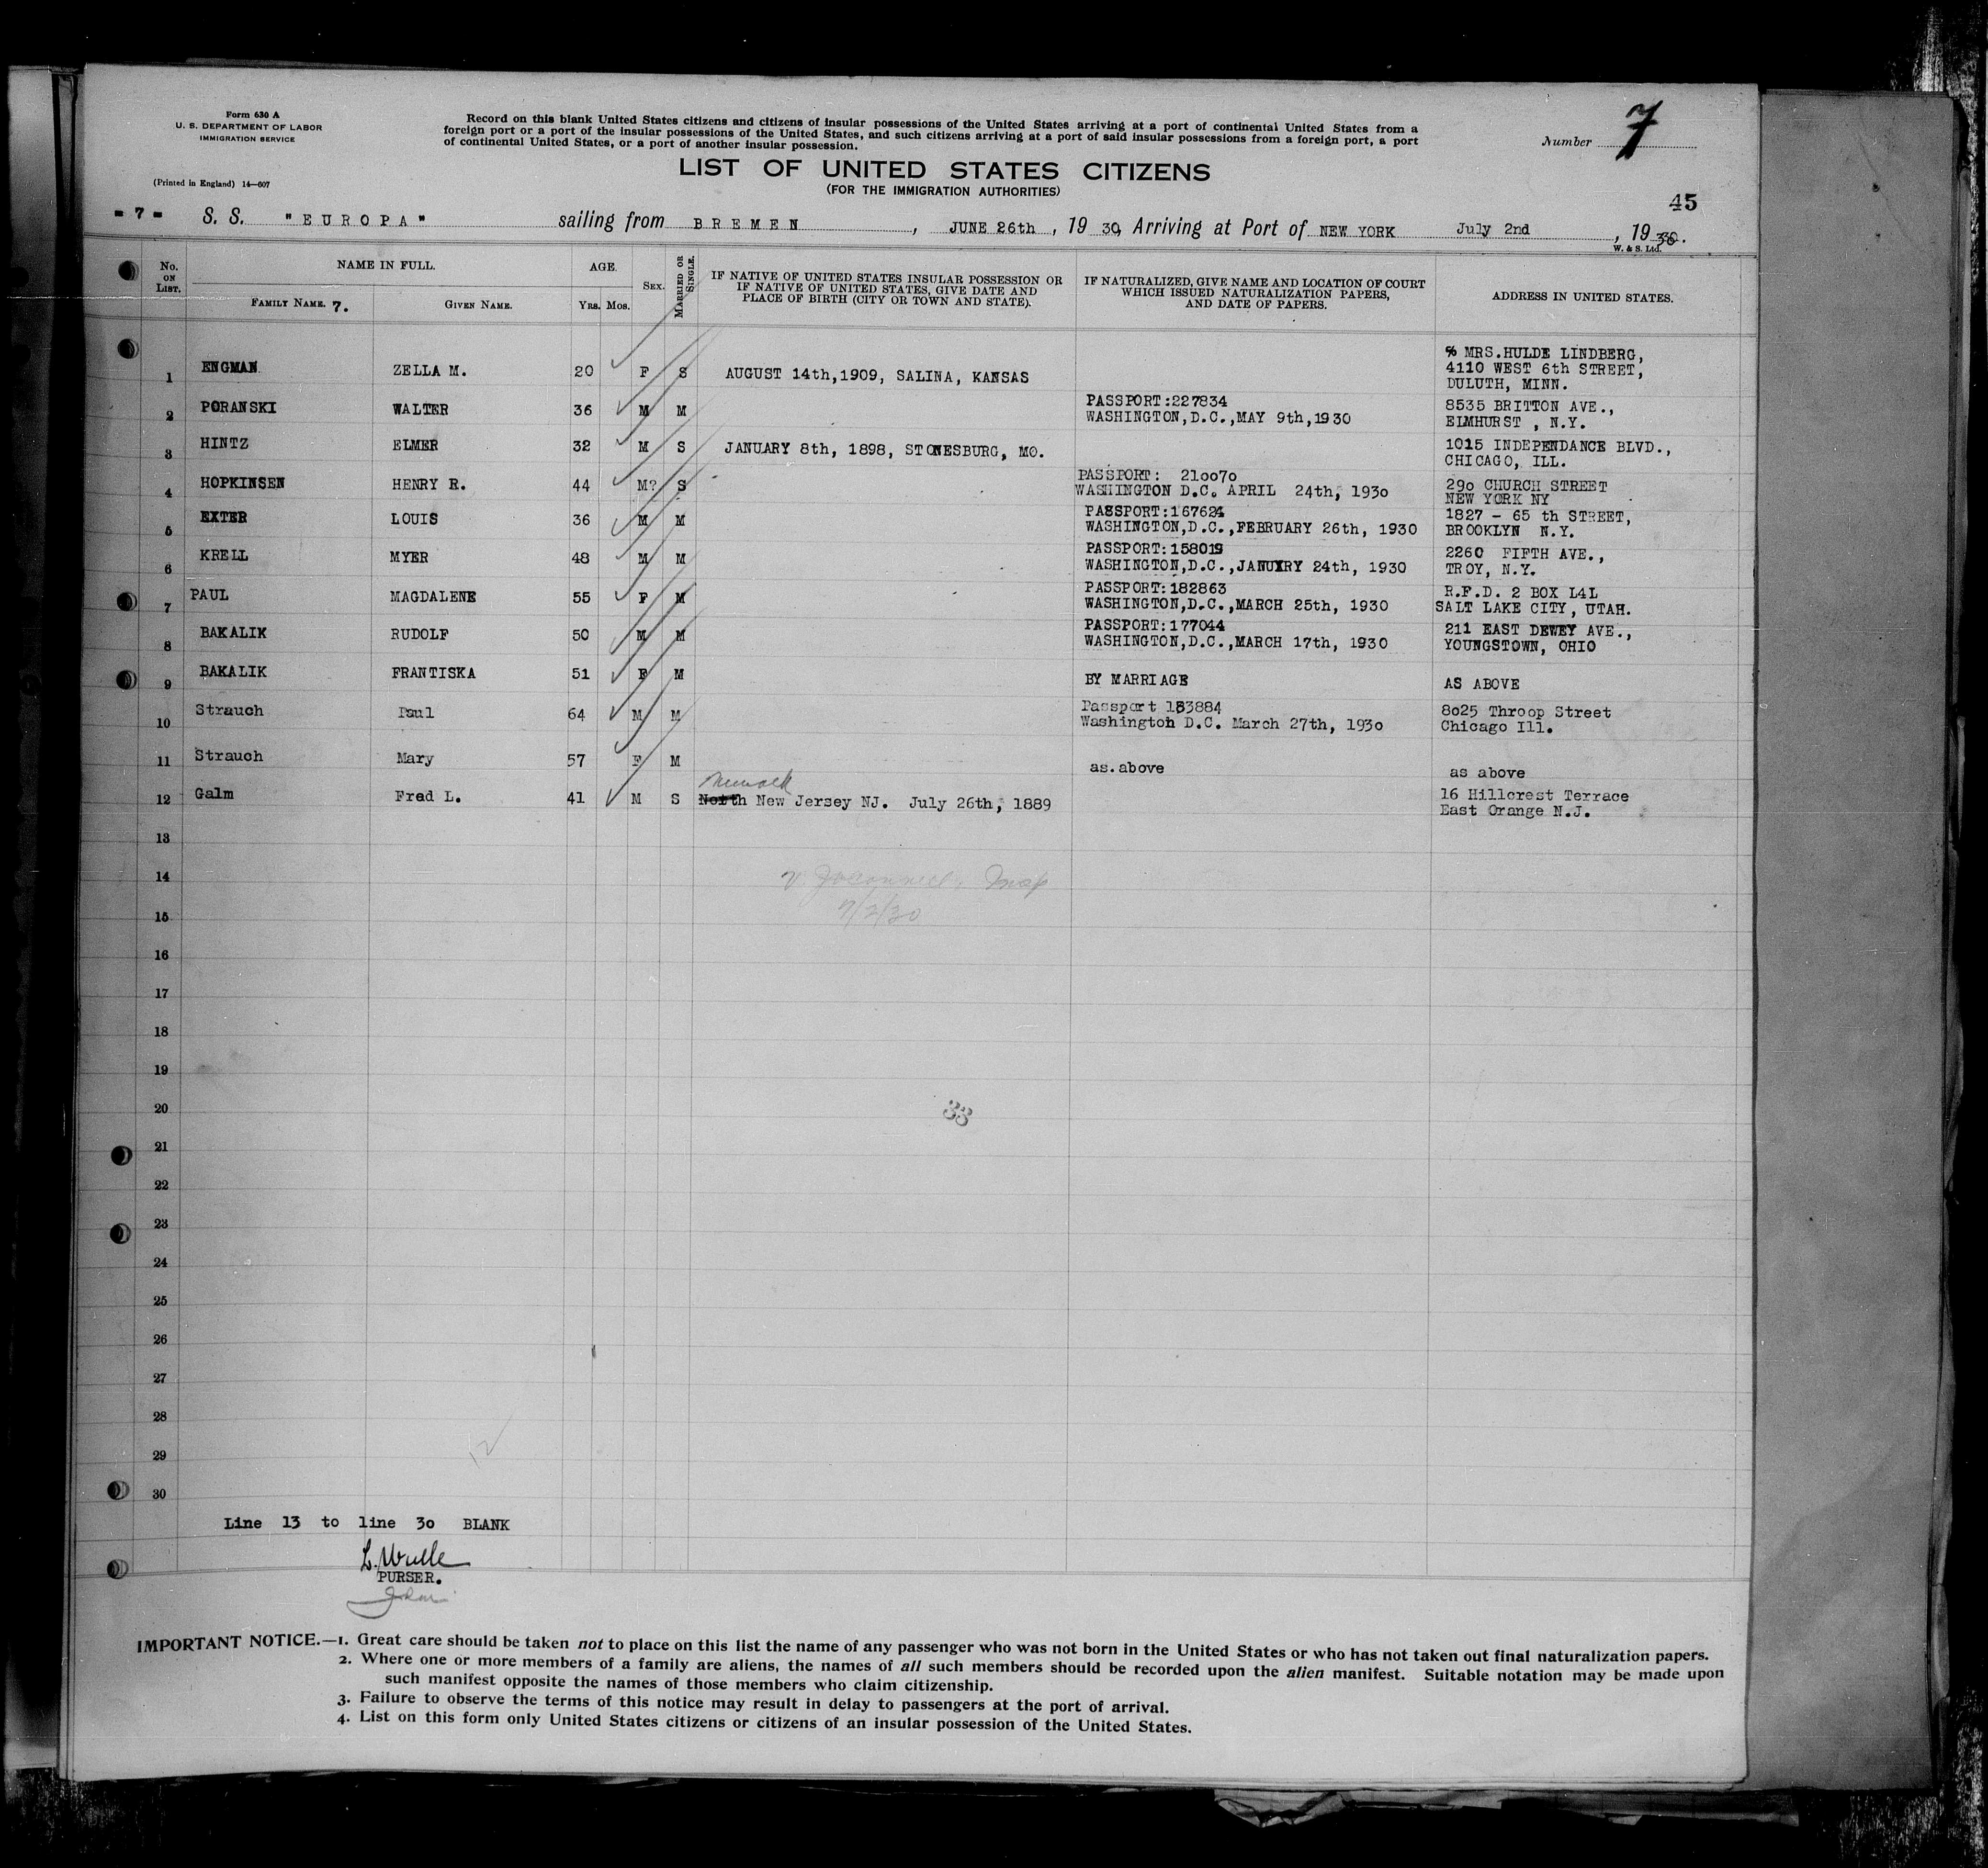 Form 630 A
U. S. DEPARTMENT OF LABOR
IMMIGRATION SERVICE
(Printed in England) 14—607
Record on this blank United States citizens and citizens of insular possessions of the United States arriving at a port of continental United States from a
foreign port or a port of the insular possessions of the United States, and such citizens arriving at a port of said insular possessions from a foreign port, a port
of continental United States, or a port of another insular possession.
Number 7
LIST OF UNITED STATES CITIZENS
(FOR THE IMMIGRATION AUTHORITIES)
45
- 7 - S. S. "EUROPA" sailing from BREMEN, JUNE 26th, 19 30, Arriving at Port of NEW YORK July 2nd, 19 30.
W. & S. Ltd.
No. ON LIST.
NAME IN FULL.
FAMILY NAME. 7. GIVEN NAME.
AGE.
YRS. MOS.
SEX.
MARRIED OR SINGLE.
IF NATIVE OF UNITED STATES INSULAR POSSESSION OR
IF NATIVE OF UNITED STATES, GIVE DATE AND
PLACE OF BIRTH (CITY OR TOWN AND STATE).
IF NATURALIZED, GIVE NAME AND LOCATION OF COURT
WHICH ISSUED NATURALIZATION PAPERS,
AND DATE OF PAPERS.
ADDRESS IN UNITED STATES.
1 ENGMAN ZELLA M. 20 F S AUGUST 14th,1909, SALINA, KANSAS
% MRS.HULDE LINDBERG,
4110 WEST 6th STREET,
DULUTH, MINN.
2 PORANSKI WALTER 36 M M
PASSPORT:227834
WASHINGTON,D.C.,MAY 9th,1930
8535 BRITTON AVE.,
ELMHURST , N.Y.
3 HINTZ ELMER 32 M S JANUARY 8th, 1898, STONESBURG, MO.
1015 INDEPENDANCE BLVD.,
CHICAGO, ILL.
4 HOPKINSEN HENRY R. 44 M? S
PASSPORT: 210070
WASHINGTON D.C. APRIL 24th, 1930
290 CHURCH STREET
NEW YORK NY
5 EXTER LOUIS 36 M M
PASSPORT:167624
WASHINGTON,D.C.,FEBRUARY 26th, 1930
1827 - 65 th STREET,
BROOKLYN N.Y.
6 KRELL MYER 48 M M
PASSPORT:158019
WASHINGTON,D.C.,JANUXRY 24th, 1930
2260 FIFTH AVE.,
TROY, N.Y.
7 PAUL MAGDALENE 55 F M
PASSPORT:182863
WASHINGTON,D.C.,MARCH 25th, 1930
R.F.D. 2 BOX L4L
SALT LAKE CITY, UTAH.
8 BAKALIK RUDOLF 50 M M
PASSPORT:177044
WASHINGTON,D.C.,MARCH 17th, 1930
211 EAST DEWEY AVE.,
YOUNGSTOWN, OHIO
9 BAKALIK FRANTISKA 51 F M BY MARRIAGE AS ABOVE
10 Strauch Paul 64 M M
Passport 183884
Washington D.C. March 27th, 1930
8025 Throop Street
Chicago Ill.
11 Strauch Mary 57 F M as.above as above
Newark
12 Galm Fred L. 41 M S North New Jersey NJ. July 26th, 1889
16 Hillcrest Terrace
East Orange N.J.
13
14
Insp
15
7/2/30
16
17
18
19
20
33
21
22
23
24
25
26
27
28
29
12
30
Line 13 to line 30 BLANK
PURSER.
IMPORTANT NOTICE.—1. Great care should be taken not to place on this list the name of any passenger who was not born in the United States or who has not taken out final naturalization papers.
2. Where one or more members of a family are aliens, the names of all such members should be recorded upon the alien manifest. Suitable notation may be made upon
such manifest opposite the names of those members who claim citizenship.
3. Failure to observe the terms of this notice may result in delay to passengers at the port of arrival.
4. List on this form only United States citizens or citizens of an insular possession of the United States.